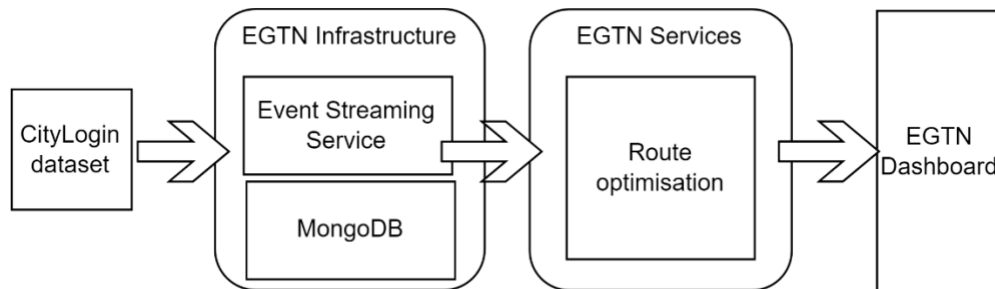 CityLogin
dataset
EGTN Infrastructure
Event Streaming
Service
MongoDB
EGTN Services
Route
optimisation
EGTN
Dashboard